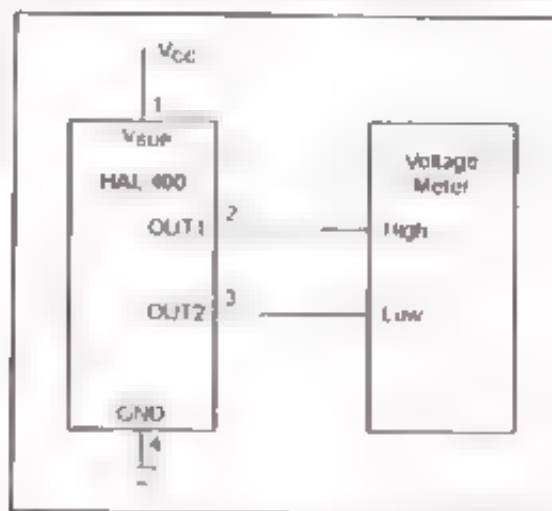 VCC
1
VSUP
HAL 400
OUT1
2
OUT2
3
GND
4
Voltage
Meter
High
Low